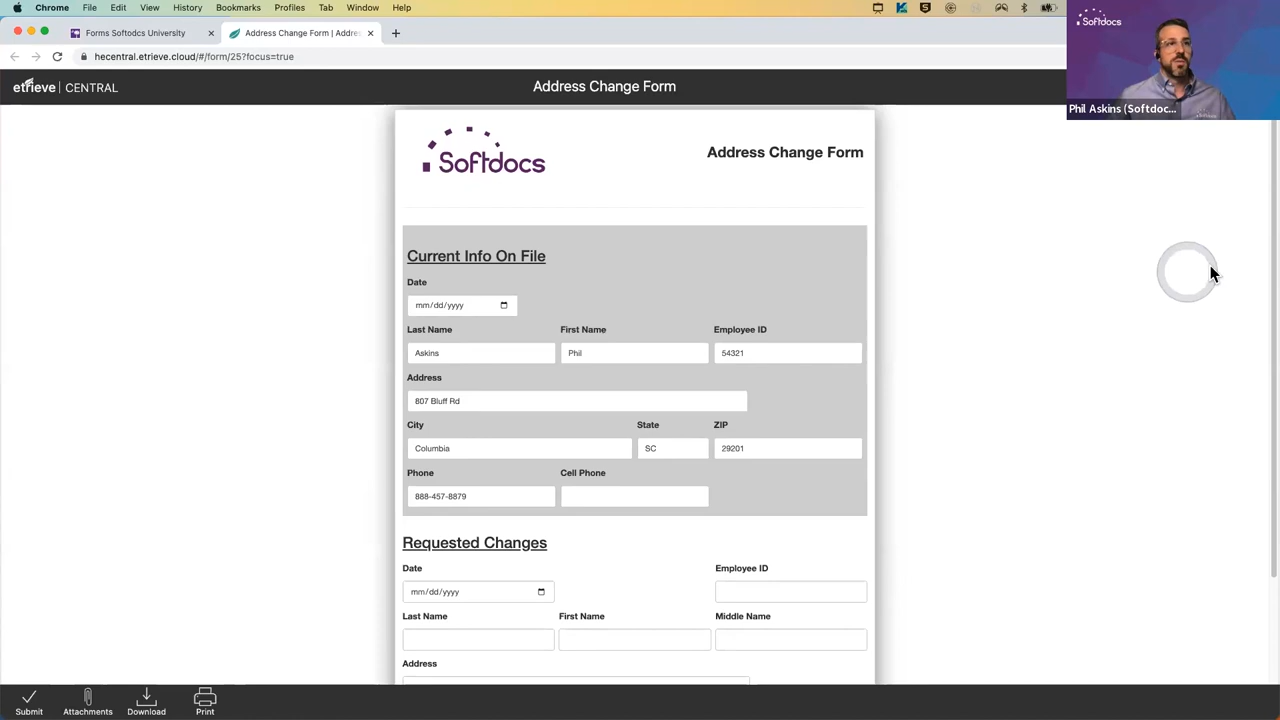 Chrome File Edit View History Bookmarks Profiles Tab Window Help
Forms Softdocs University
Address Change Form | Addre
hecentral.etrieve.cloud/#/form/25?focus=true
Softdocs
Phil Askins (Softdoc...
etrieve | CENTRAL
Address Change Form
Softdocs
Address Change Form
Current Info On File
Date
mm/dd/yyyy
Last Name First Name Employee ID
Askins Phil 54321
Address
807 Bluff Rd
City State ZIP
Columbia SC 29201
Phone Cell Phone
888-457-8879
Requested Changes
Date Employee ID
mm/dd/yyyy
Last Name First Name Middle Name
Address
Submit Attachments Download Print